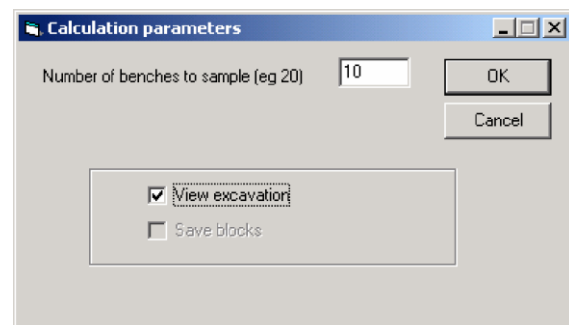 Calculation parameters
Number of benches to sample (eg 20)
10
OK
Cancel
View excavation
Save blocks